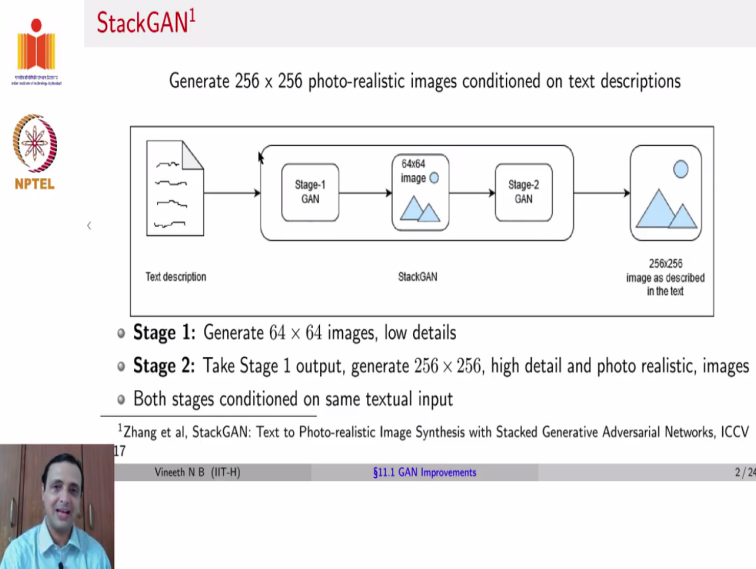 StackGAN1
Generate 256 x 256 photo-realistic images conditioned on text descriptions
NPTEL
Stage-1
GAN
64x64
image
Stage-2
GAN
Text description
StackGAN
256x256
image as described
in the text
Stage 1: Generate 64 × 64 images, low details
Stage 2: Take Stage 1 output, generate 256 × 256, high detail and photo realistic, images
Both stages conditioned on same textual input
1Zhang et al, StackGAN: Text to Photo-realistic Image Synthesis with Stacked Generative Adversarial Networks, ICCV
17
Vineeth N B (IIT-H) §11.1 GAN Improvements 2 / 24